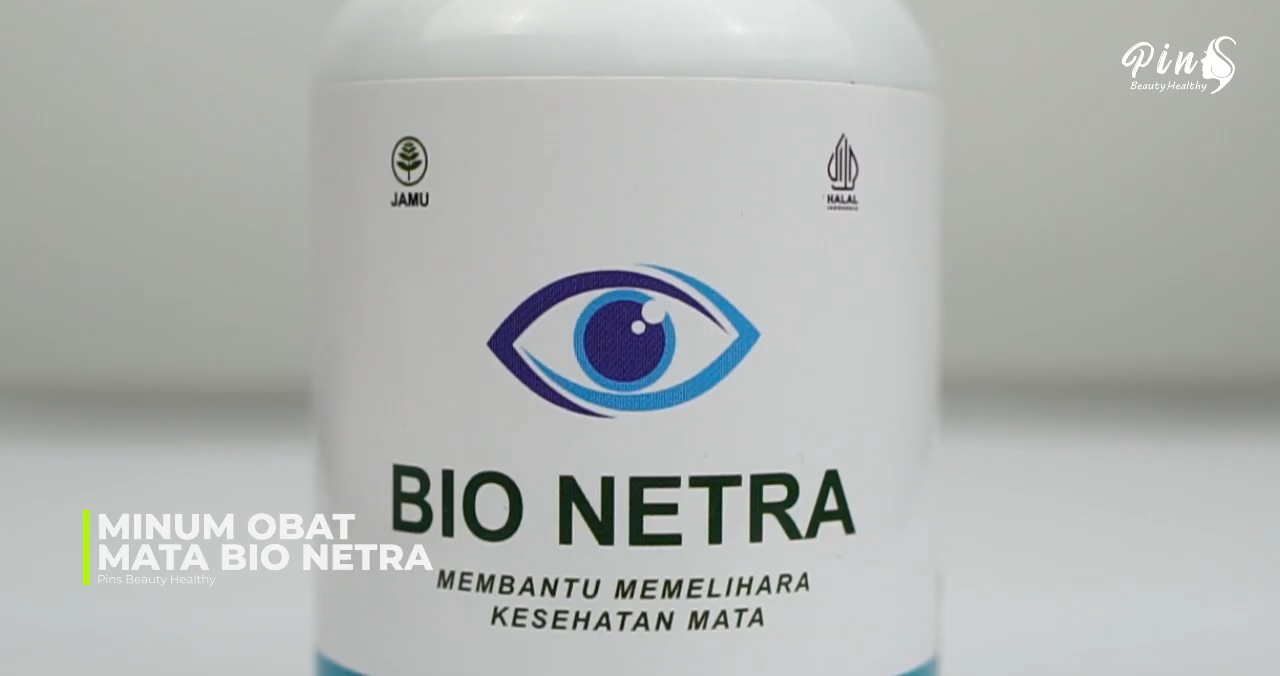 Pins
Beauty Healthy
JAMU
HALAL
BIO NETRA
MEMBANTU MEMELIHARA
KESEHATAN MATA
MINUM OBAT
MATA BIO NETRA
Pins Beauty Healthy